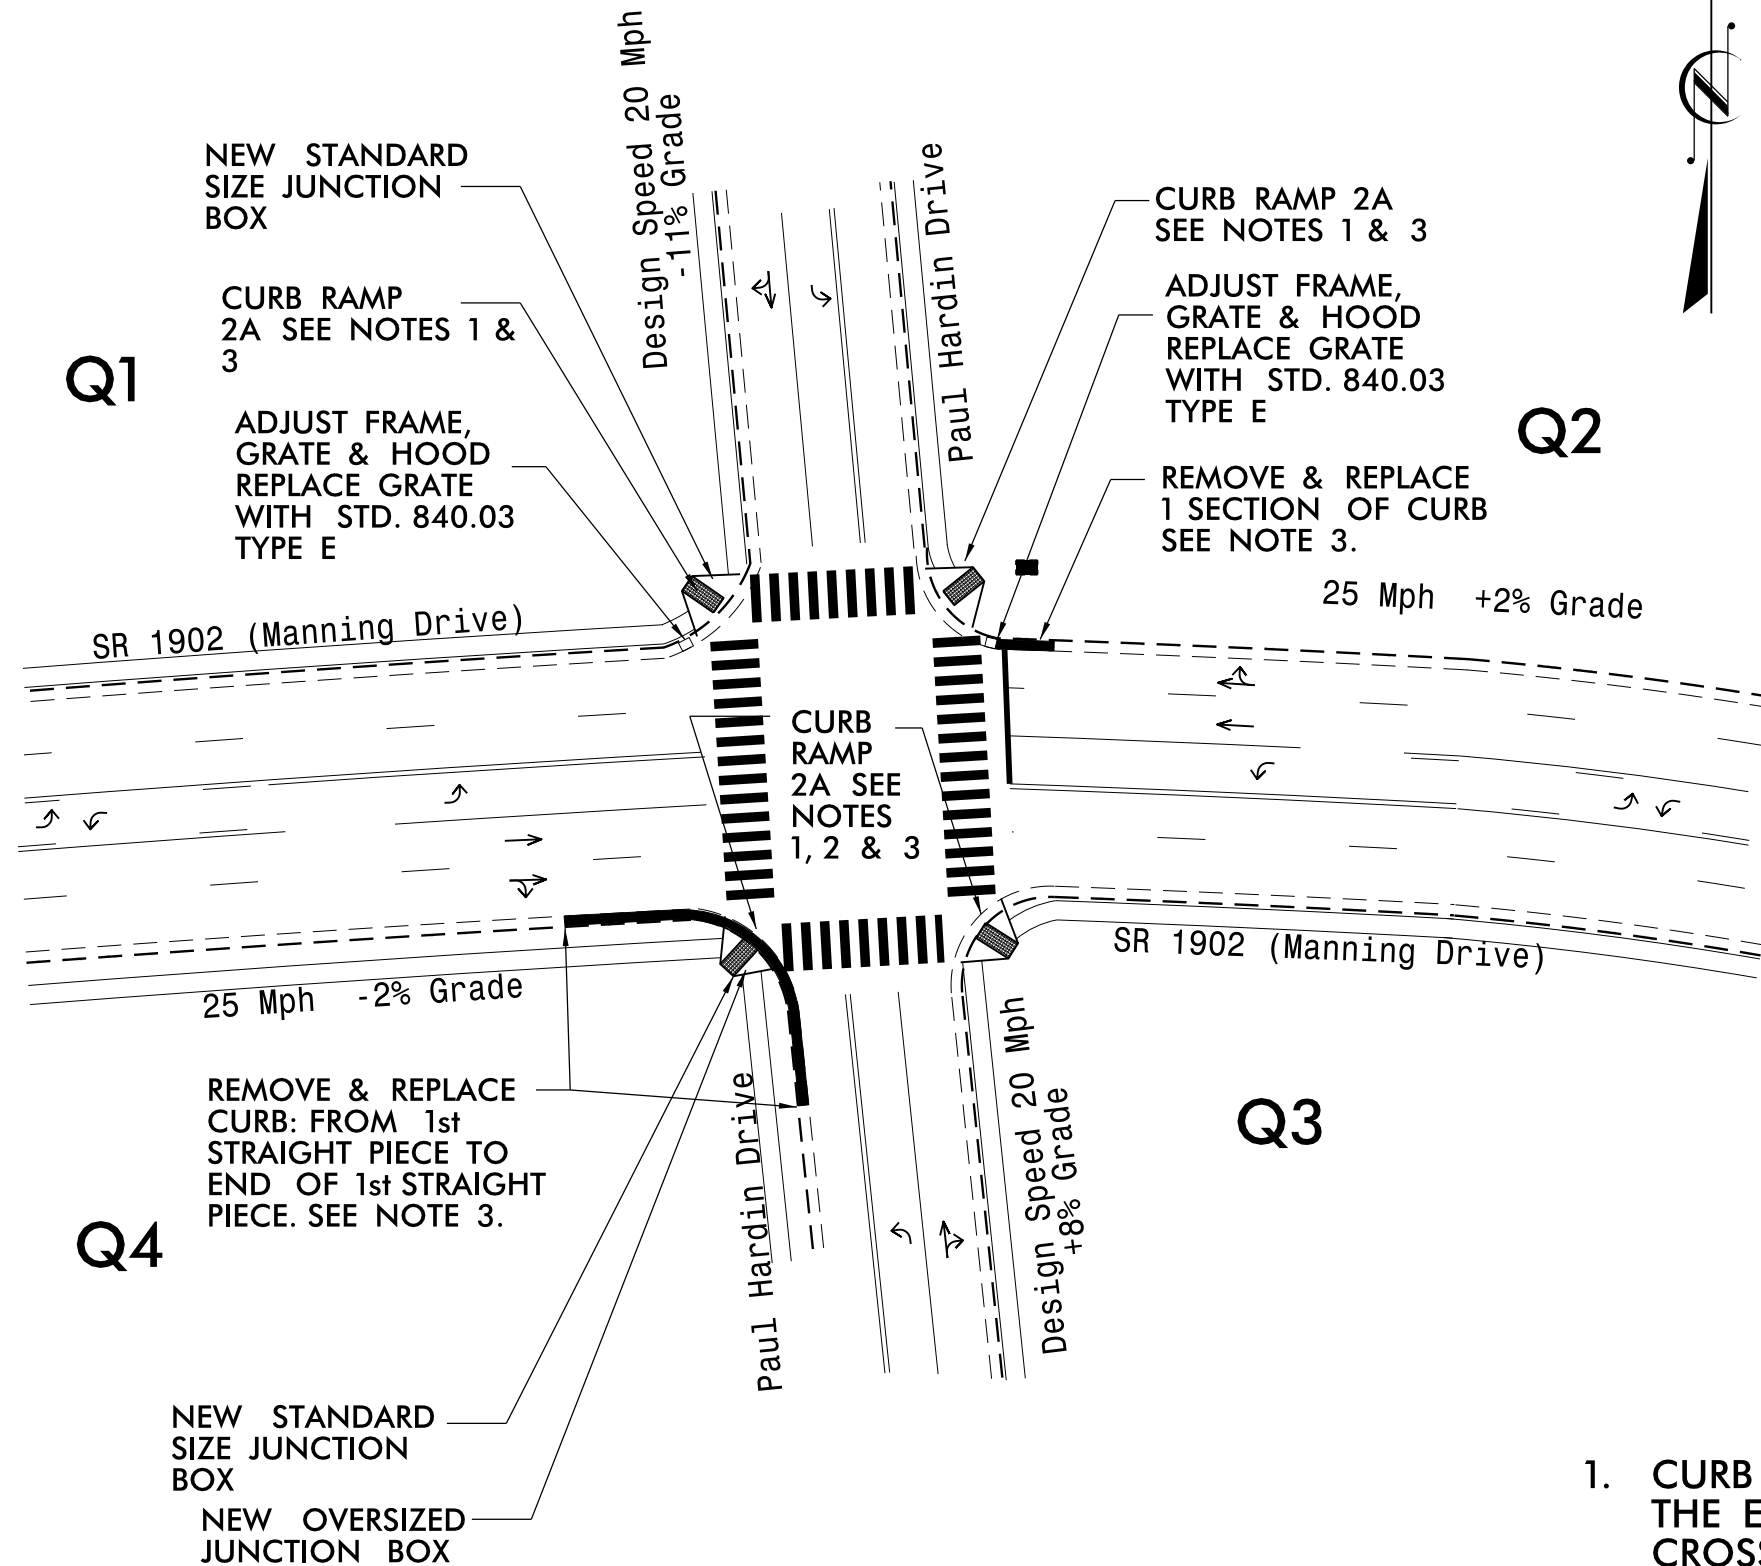 Design Speed 20 Mph
-11% Grade
Paul Hardin Drive
N
NEW STANDARD
SIZE JUNCTION
BOX
CURB RAMP
2A SEE NOTES 1 &
3
Q1
ADJUST FRAME,
GRATE & HOOD
REPLACE GRATE
WITH STD. 840.03
TYPE E
SR 1902 (Manning Drive)
CURB RAMP 2A
SEE NOTES 1 & 3
ADJUST FRAME,
GRATE & HOOD
REPLACE GRATE
WITH STD. 840.03
TYPE E
Q2
REMOVE & REPLACE
1 SECTION OF CURB
SEE NOTE 3.
25 Mph +2% Grade
CURB
RAMP
2A SEE
NOTES
1, 2 & 3
SR 1902 (Manning Drive)
25 Mph -2% Grade
REMOVE & REPLACE
CURB: FROM 1st
STRAIGHT PIECE TO
END OF 1st STRAIGHT
PIECE. SEE NOTE 3.
Q4
Paul Hardin Drive
Design Speed 20 Mph
+8% Grade
Q3
NEW STANDARD
SIZE JUNCTION
BOX
NEW OVERSIZED
JUNCTION BOX
1. CURB
THE E
CROSS